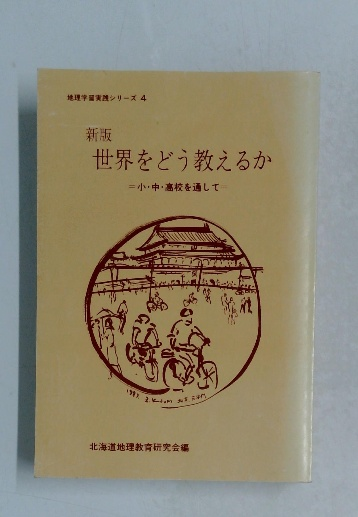 地理学習実践シリーズ 4
新版
世界をどう教えるか
=小・中・高校を通して=
1987
北海道地理教育研究会編